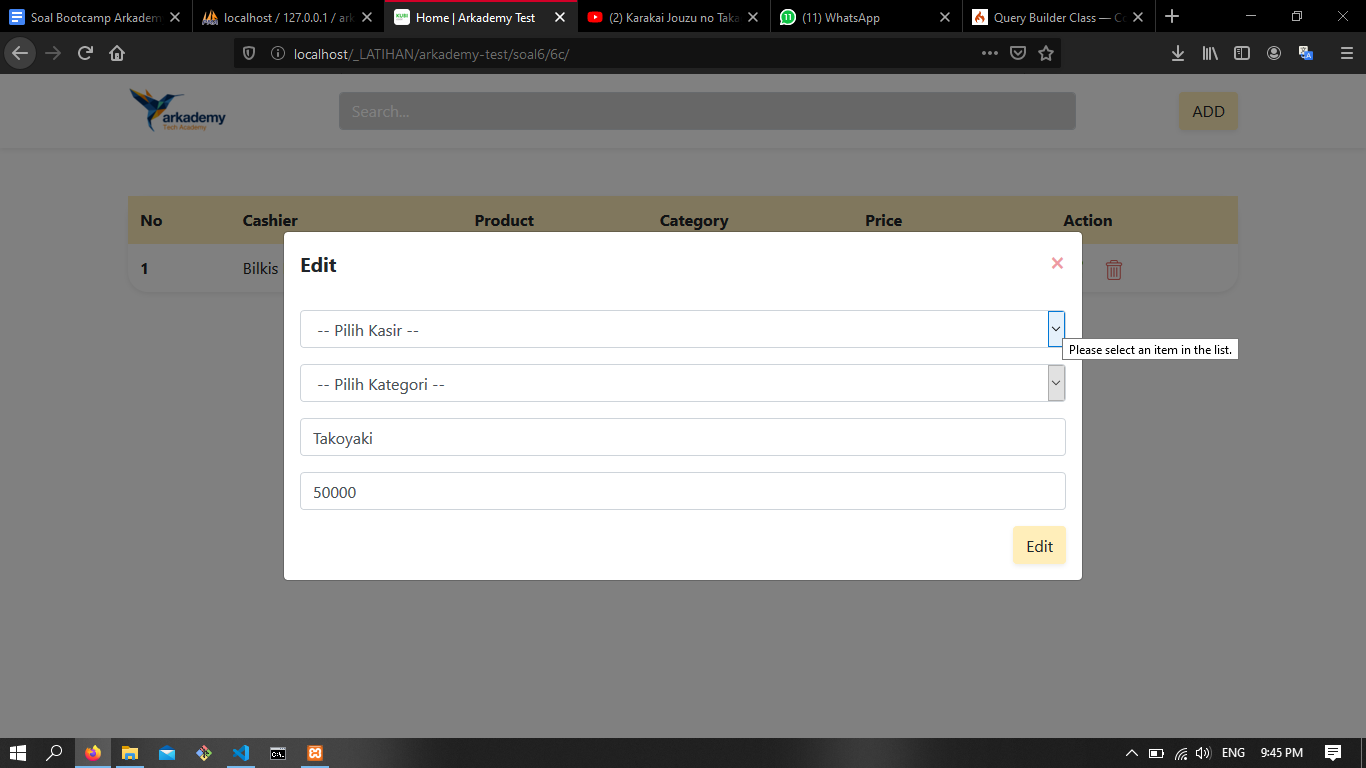 Soal Bootcamp Arkadem
localhost / 127.0.0.1 / ark
Home | Arkademy Test
(2) Karakai Jouzu no Taka
(11) WhatsApp
Query Builder Class — Co
localhost/_LATIHAN/arkademy-test/soal6/6c/
arkademy
Tech Academy
Search...
ADD
No Cashier Product Category Price Action
1 Bilkis
Edit
-- Pilih Kasir --
Please select an item in the list.
-- Pilih Kategori --
Takoyaki
50000
Edit
ENG 9:45 PM